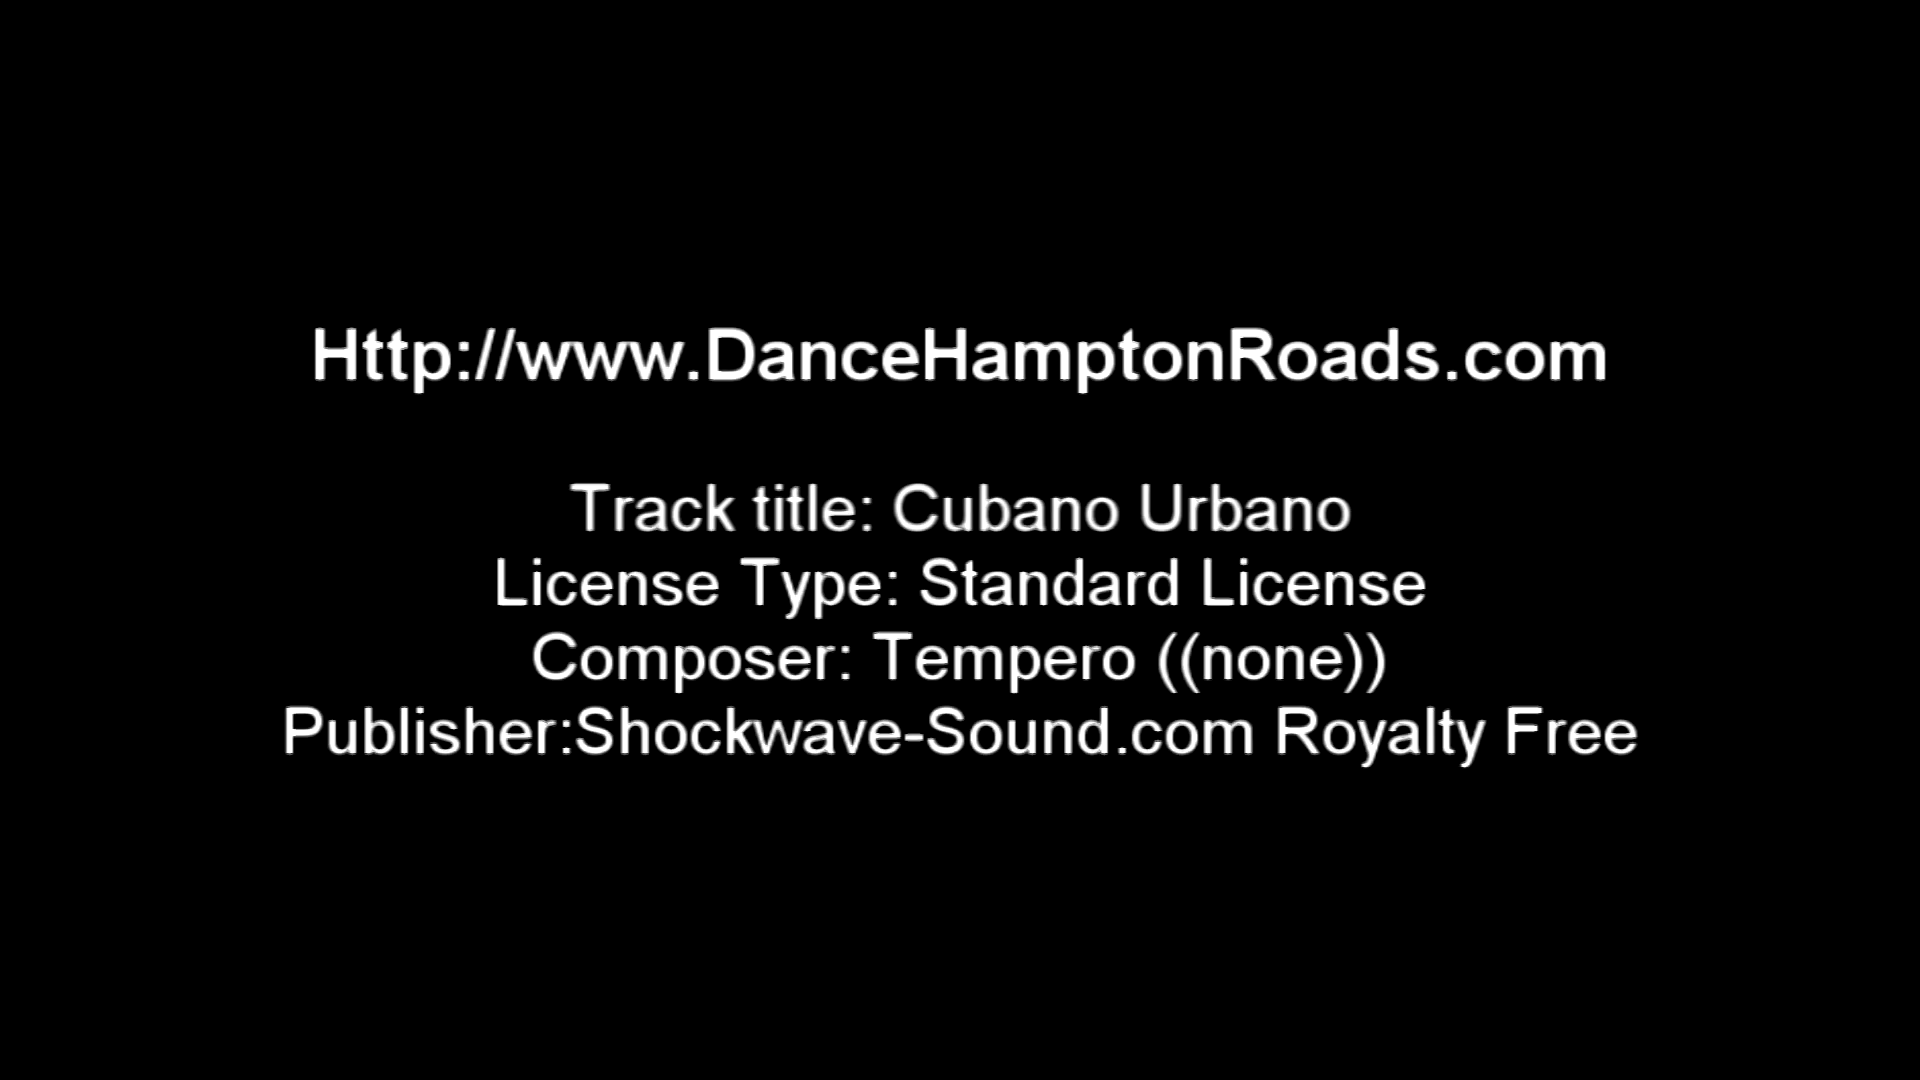 Http://www.DanceHamptonRoads.com
Track title: Cubano Urbano
License Type: Standard License
Composer: Tempero ((none))
Publisher:Shockwave-Sound.com Royalty Free